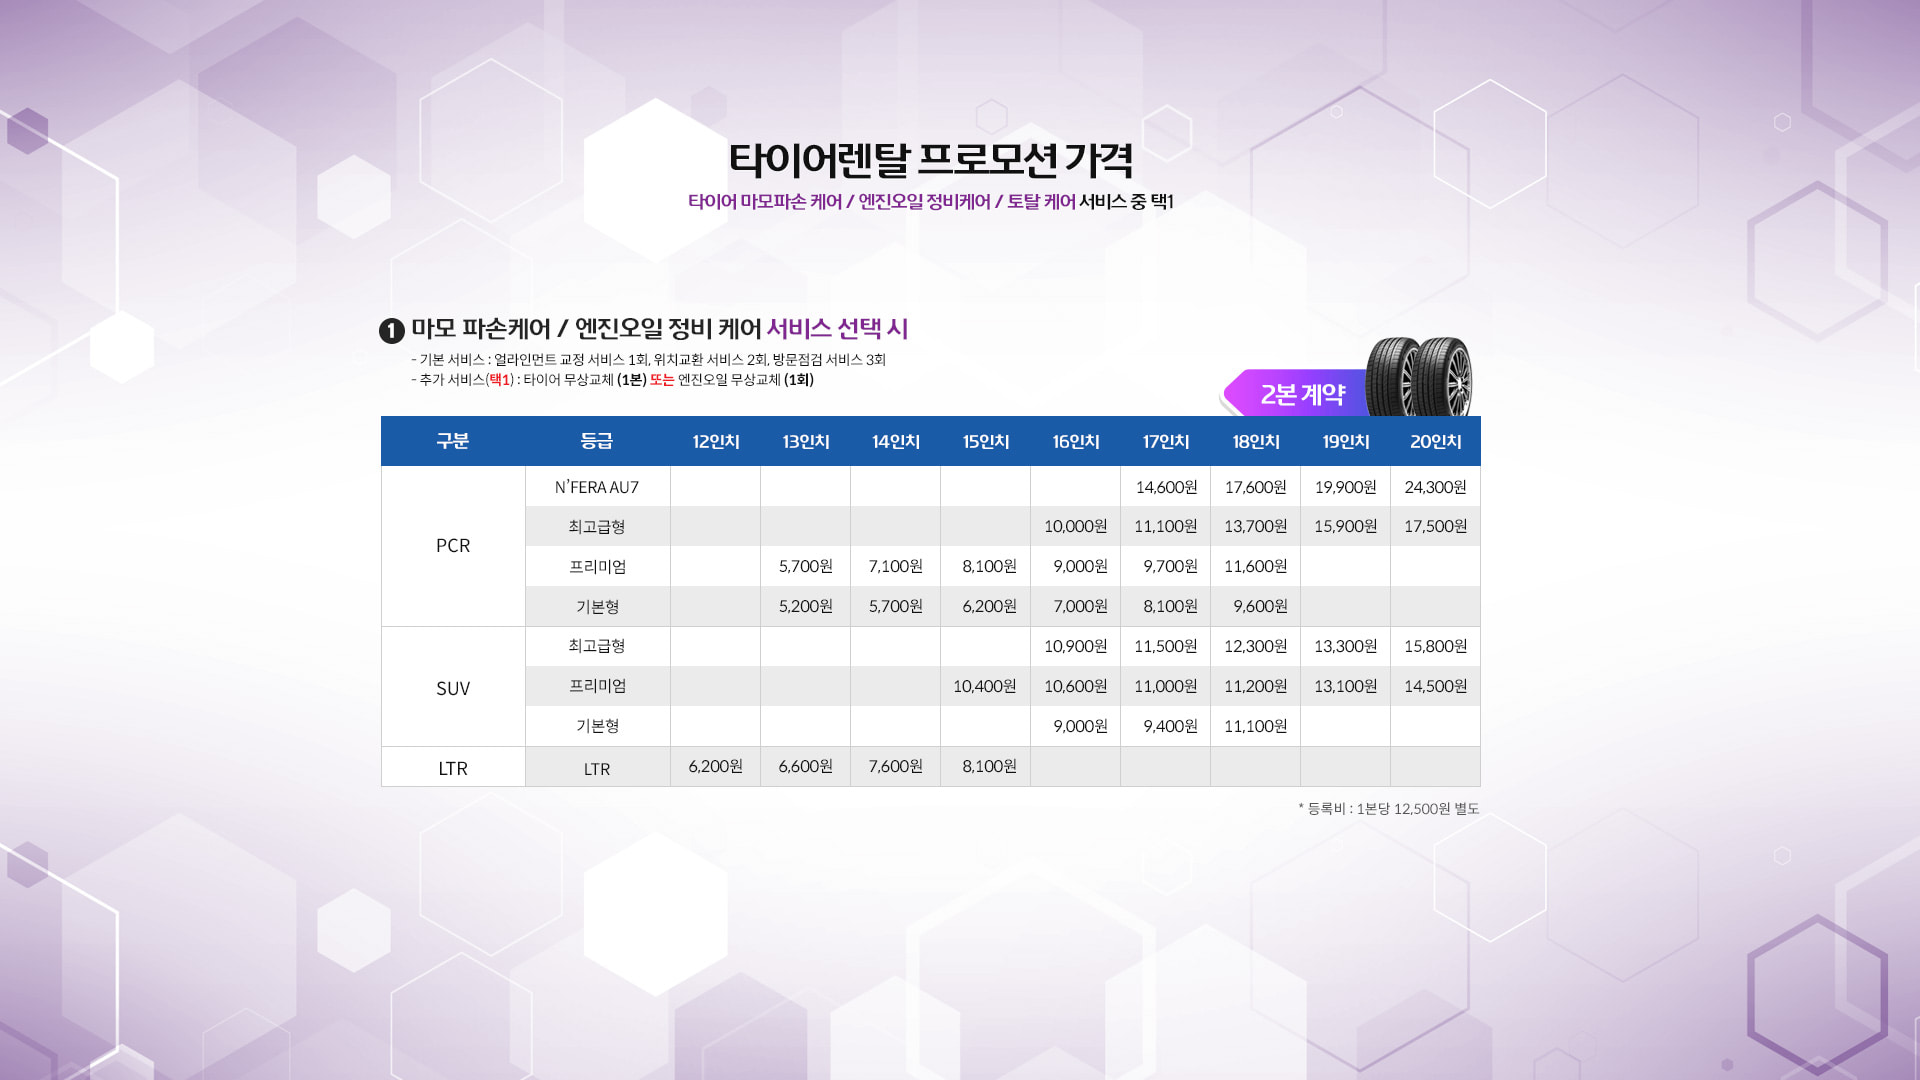 타이어렌탈 프로모션 가격
타이어 마모파손 케어 / 엔진오일 정비케어 / 토탈 케어 서비스 중 택1
1 마모 파손케어 / 엔진오일 정비 케어 서비스 선택 시
- 기본 서비스 : 얼라인먼트 교정 서비스 1회, 위치교환 서비스 2회, 방문점검 서비스 3회
- 추가 서비스(택1) : 타이어 무상교체 (1본) 또는 엔진오일 무상교체 (1회)
2본 계약
구분 등급 12인치 13인치 14인치 15인치 16인치 17인치 18인치 19인치 20인치
PCR
N’FERA AU7 14,600원 17,600원 19,900원 24,300원
최고급형 10,000원 11,100원 13,700원 15,900원 17,500원
프리미엄 5,700원 7,100원 8,100원 9,000원 9,700원 11,600원
기본형 5,200원 5,700원 6,200원 7,000원 8,100원 9,600원
SUV
최고급형 10,900원 11,500원 12,300원 13,300원 15,800원
프리미엄 10,400원 10,600원 11,000원 11,200원 13,100원 14,500원
기본형 9,000원 9,400원 11,100원
LTR LTR 6,200원 6,600원 7,600원 8,100원
* 등록비 : 1본당 12,500원 별도